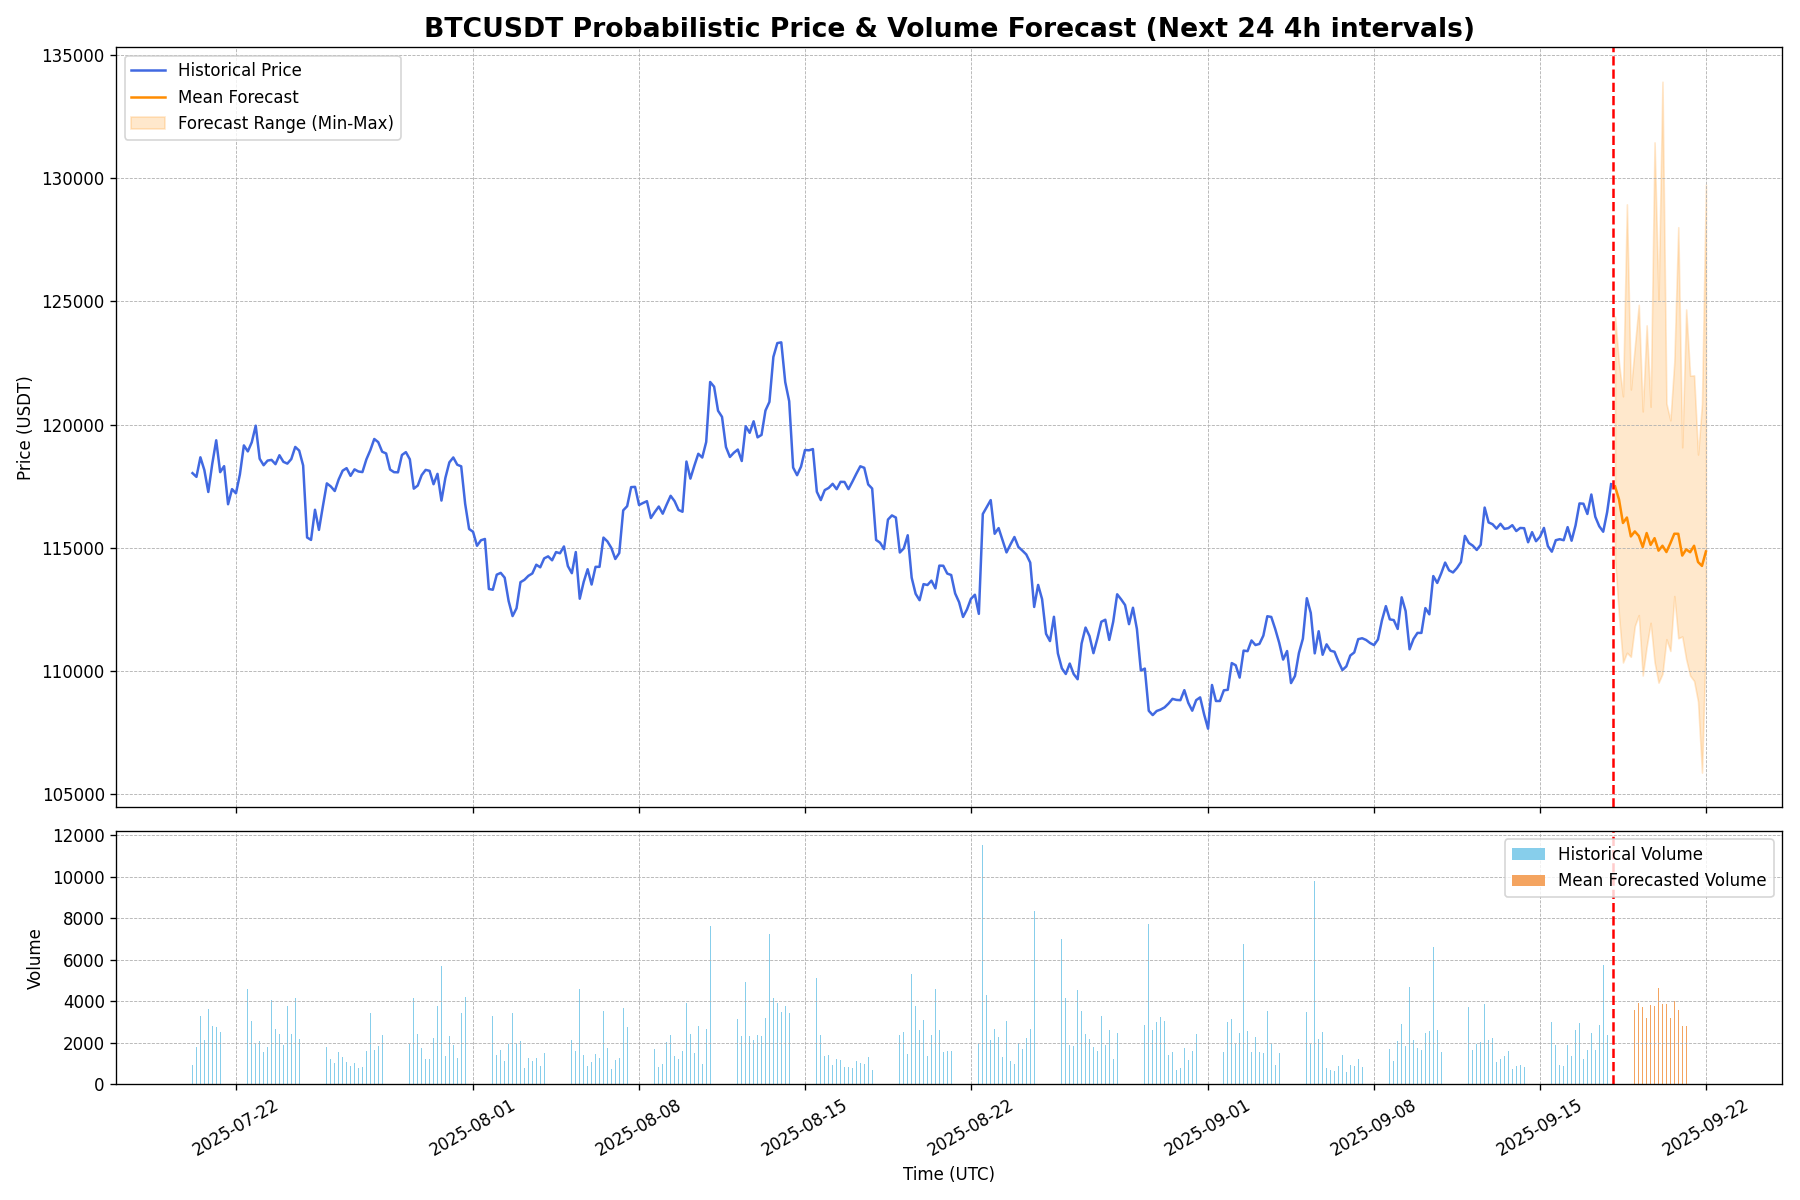 BTCUSDT Probabilistic Price & Volume Forecast (Next 24 4h intervals)
135000
130000
125000
120000
115000
110000
105000
Price (USDT)
Historical Price
Mean Forecast
Forecast Range (Min-Max)
12000
10000
8000
6000
4000
2000
0
Volume
Historical Volume
Mean Forecasted Volume
2025-07-22
2025-08-01
2025-08-08
2025-08-15
2025-08-22
2025-09-01
2025-09-08
2025-09-15
2025-09-22
Time (UTC)